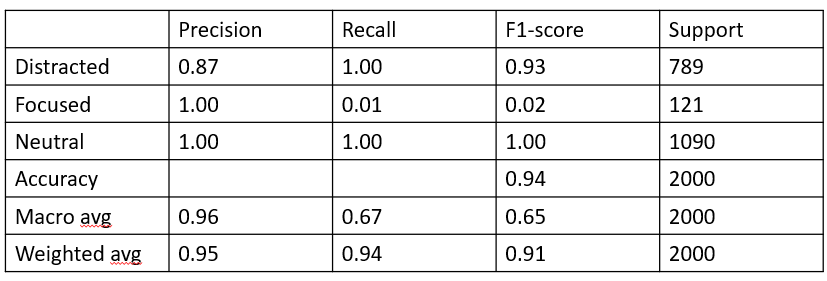 Precision Recall F1-score Support
Distracted 0.87 1.00 0.93 789
Focused 1.00 0.01 0.02 121
Neutral 1.00 1.00 1.00 1090
Accuracy 0.94 2000
Macro avg 0.96 0.67 0.65 2000
Weighted avg 0.95 0.94 0.91 2000